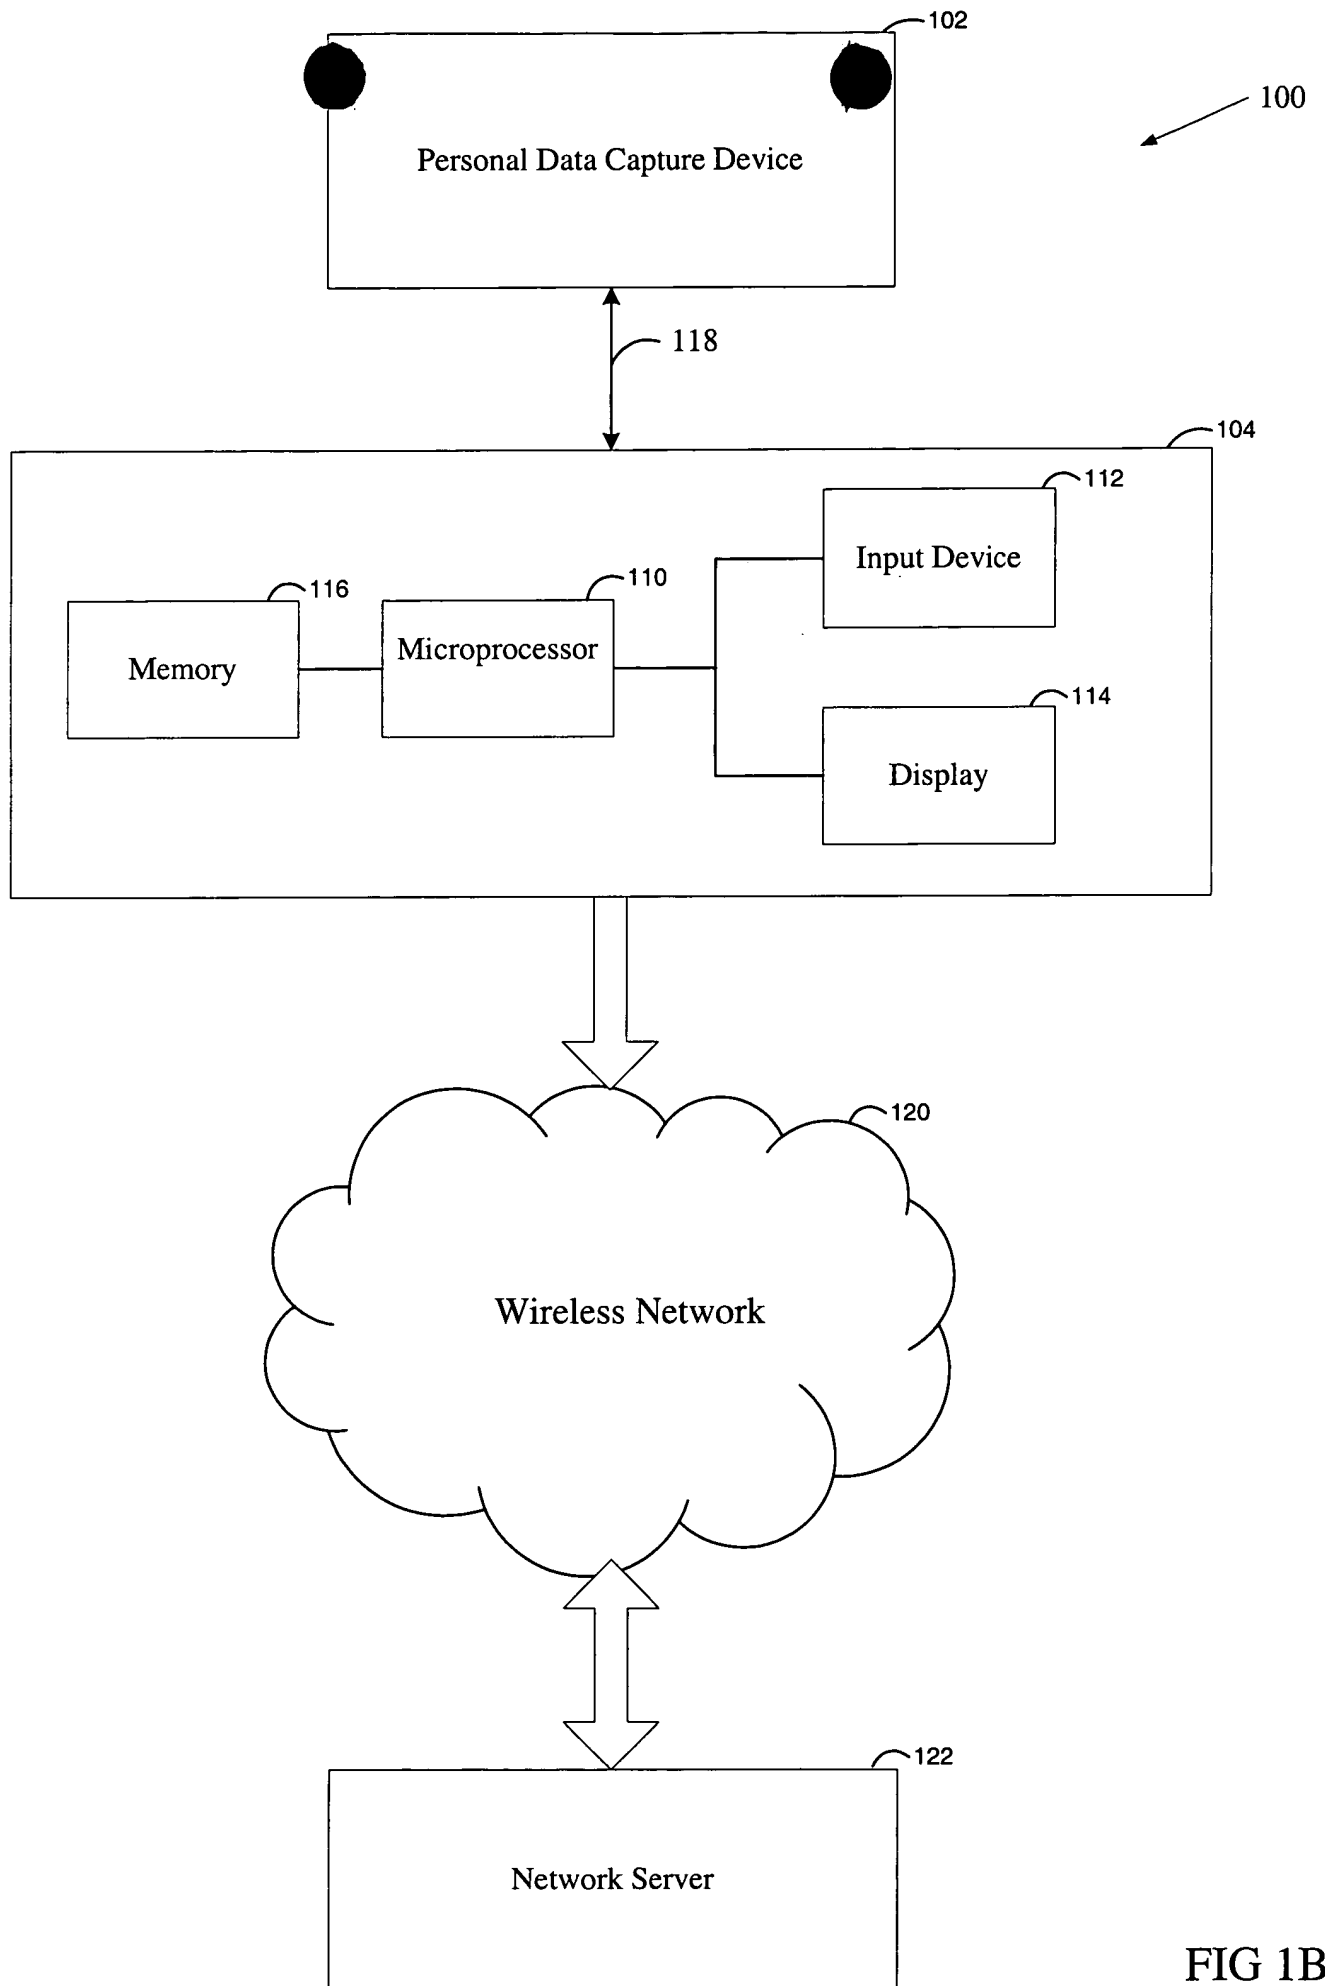 102
100
Personal Data Capture Device
118
104
112
Input Device
116
110
Memory
Microprocessor
114
Display
120
Wireless Network
122
Network Server
FIG 1B